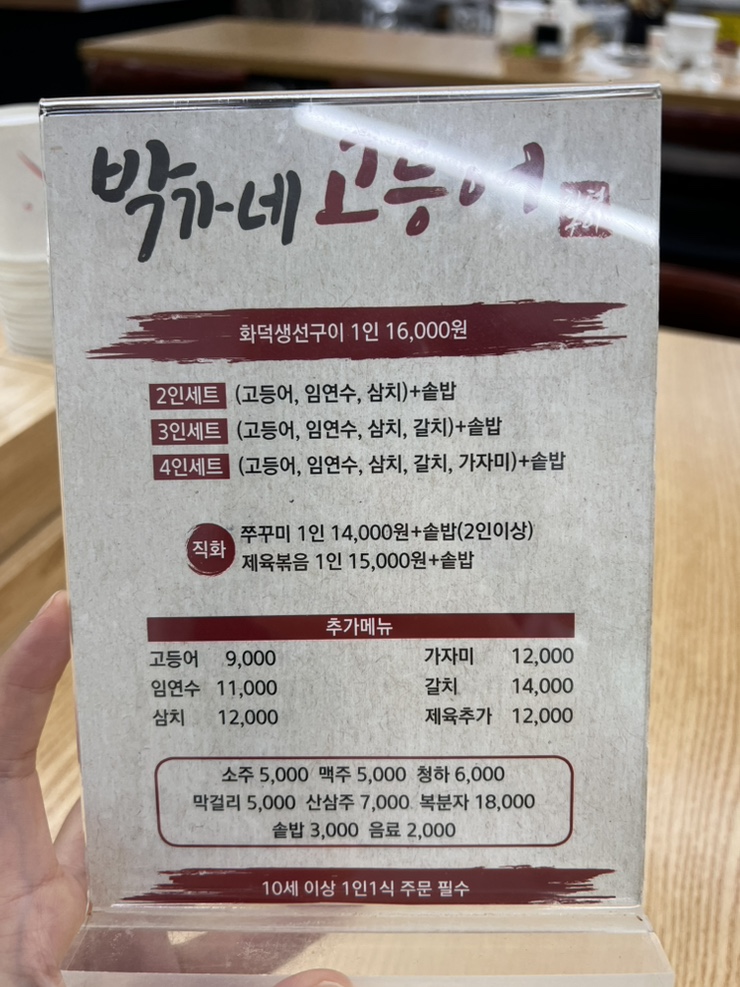 박가네 고등어
화덕생선구이 1인 16,000원
2인세트 (고등어, 임연수, 삼치)+솥밥
3인세트 (고등어, 임연수, 삼치, 갈치)+솥밥
4인세트 (고등어, 임연수, 삼치, 갈치, 가자미)+솥밥
직화
쭈꾸미 1인 14,000원+솥밥(2인이상)
제육볶음 1인 15,000원+솥밥
추가메뉴
고등어 9,000 가자미 12,000
임연수 11,000 갈치 14,000
삼치 12,000 제육추가 12,000
소주 5,000 맥주 5,000 청하 6,000
막걸리 5,000 산삼주 7,000 복분자 18,000
솥밥 3,000 음료 2,000
10세 이상 1인1식 주문 필수